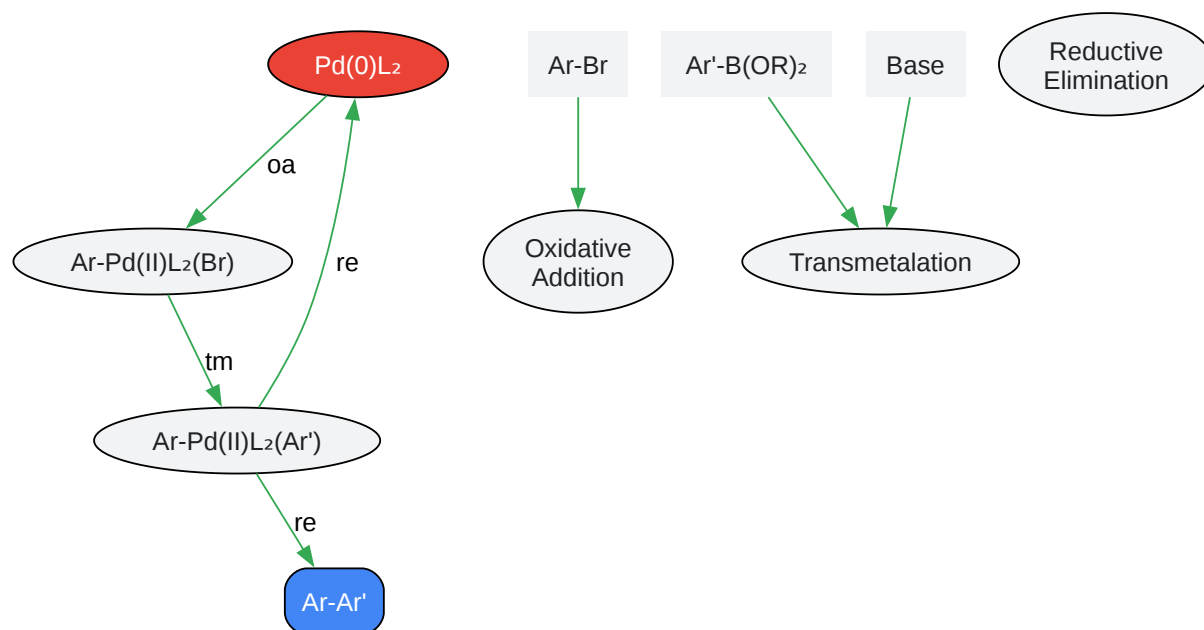 Pd(0)L₂
Ar-Br
Ar'-B(OR)₂
Base
Reductive
Elimination
oa
Ar-Pd(II)L₂(Br)
re
Oxidative
Addition
Transmetalation
tm
Ar-Pd(II)L₂(Ar')
re
Ar-Ar'